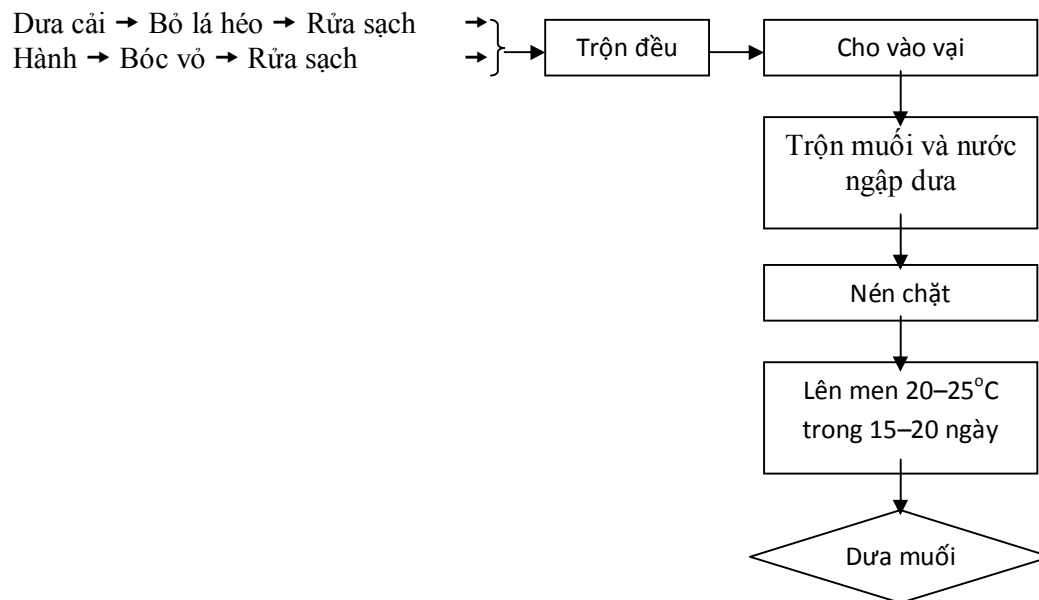 Dưa cải → Bỏ lá héo → Rửa sạch →
Hành → Bóc vỏ → Rửa sạch →
Trộn đều
Cho vào vại
Trộn muối và nước
ngập dưa
Nén chặt
Lên men 20–25°C
trong 15–20 ngày
Dưa muối